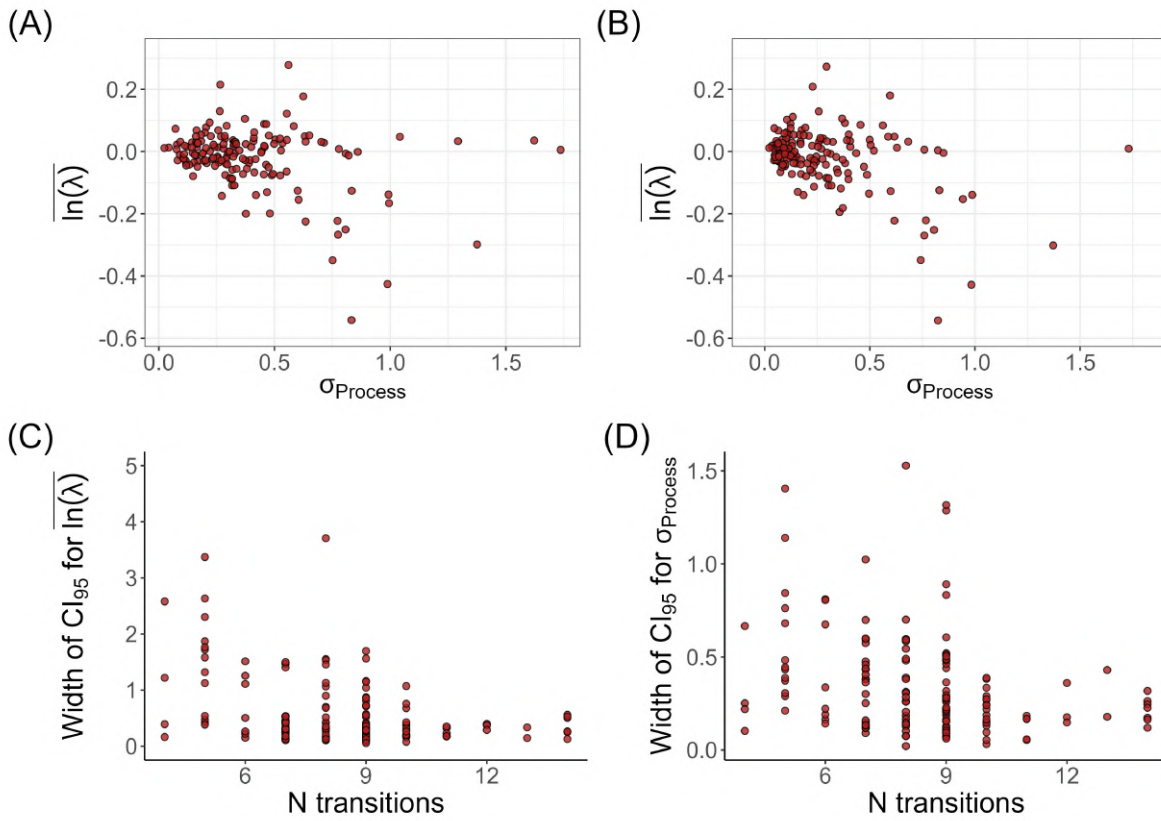 (A)
(B)
ln(λ)
0.2
0.0
-0.2
-0.4
-0.6
0.0
0.5
1.0
1.5
σProcess
ln(λ)
0.2
0.0
-0.2
-0.4
-0.6
0.0
0.5
1.0
1.5
σProcess
(C)
(D)
Width of CI95 for ln(λ)
5
4
3
2
1
0
6
9
12
N transitions
Width of CI95 for σProcess
1.5
1.0
0.5
0.0
6
9
12
N transitions